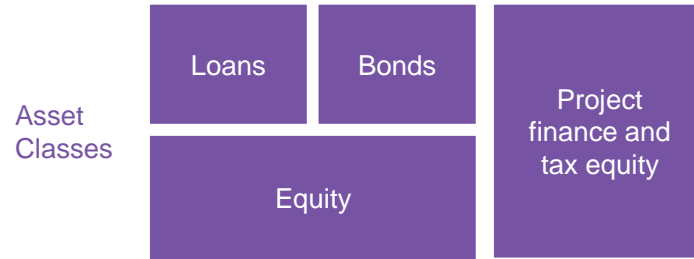 Asset
Classes
Loans
Bonds
Equity
Project
finance and
tax equity